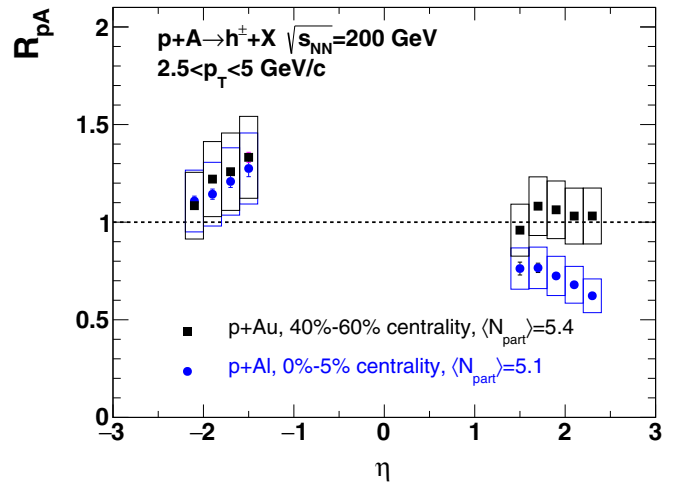 R_pA
p+A→h^±+X √s_NN=200 GeV
2.5<p_T<5 GeV/c
2
1.5
1
0.5
0
p+Au, 40%-60% centrality, ⟨N_part⟩=5.4
p+Al, 0%-5% centrality, ⟨N_part⟩=5.1
−3 −2 −1 0 1 2 3
η